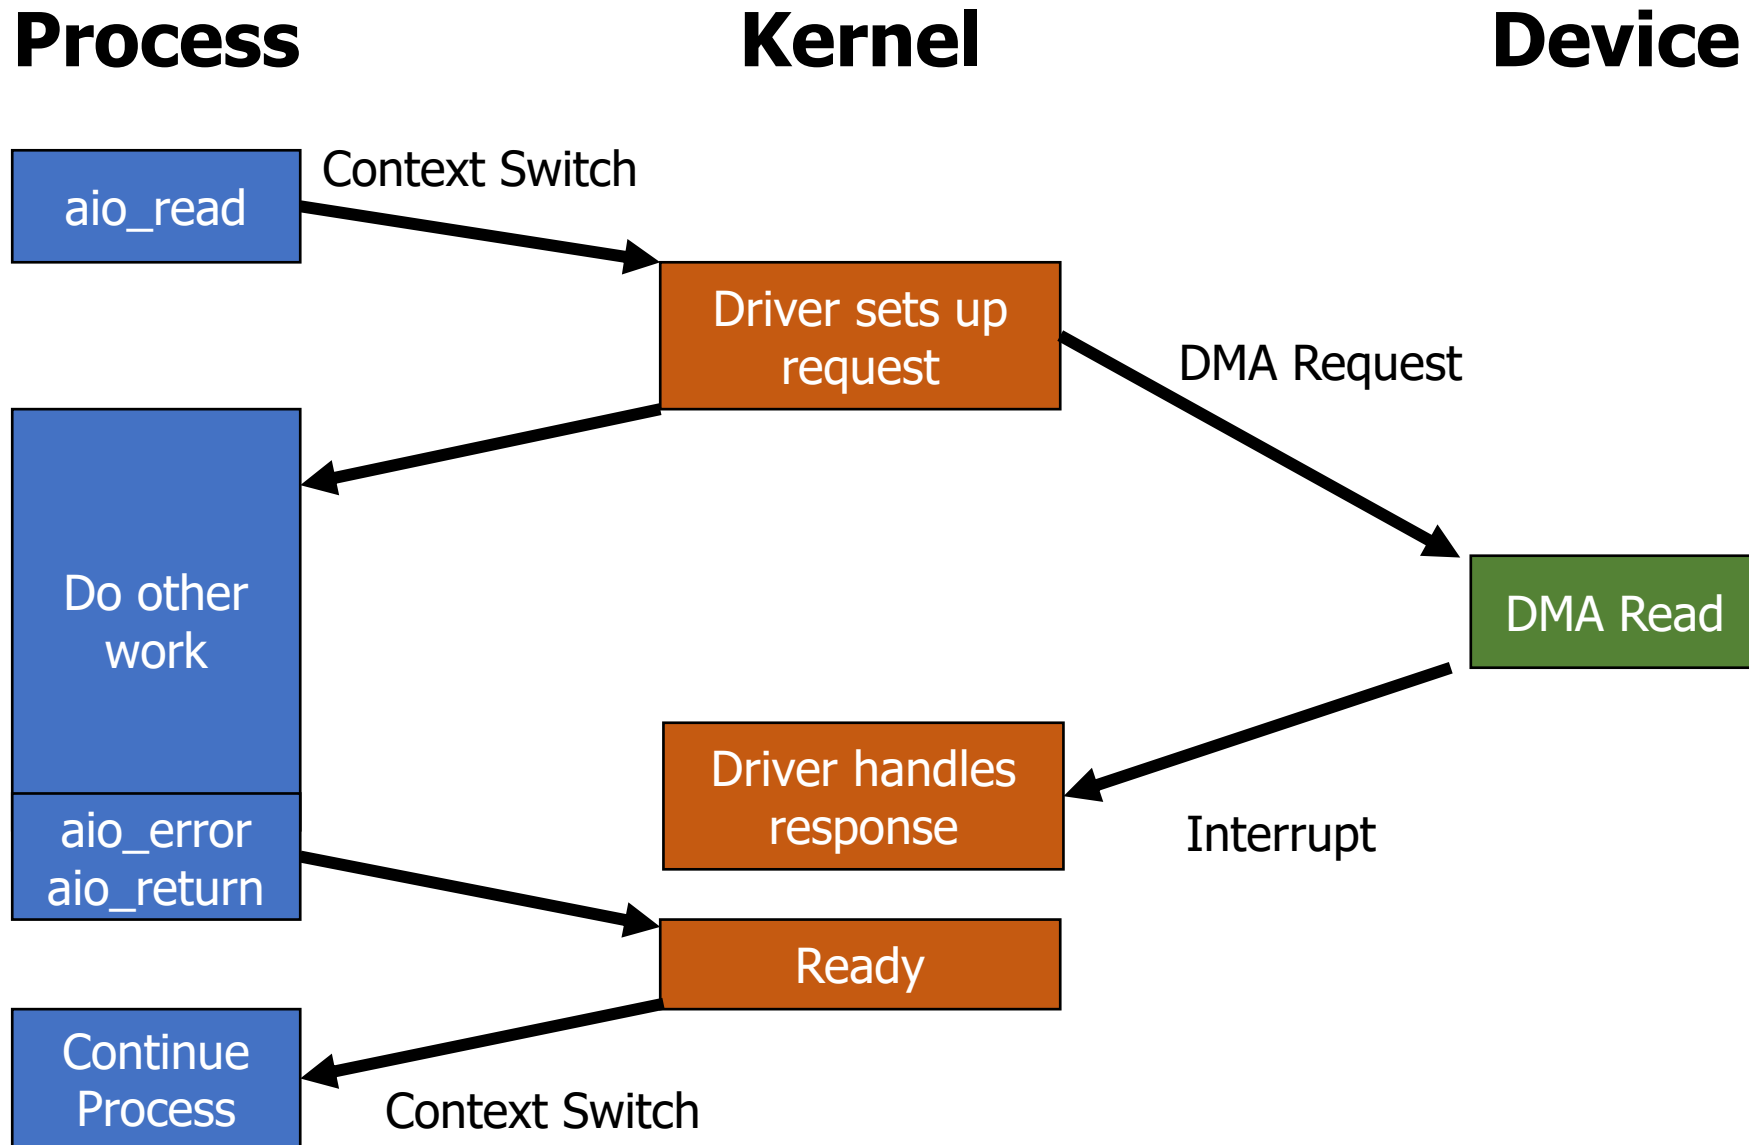 Process
Kernel
Device
Context Switch
aio_read
Driver sets up
request
DMA Request
Do other
work
DMA Read
Driver handles
response
Interrupt
aio_error
aio_return
Ready
Continue
Process
Context Switch